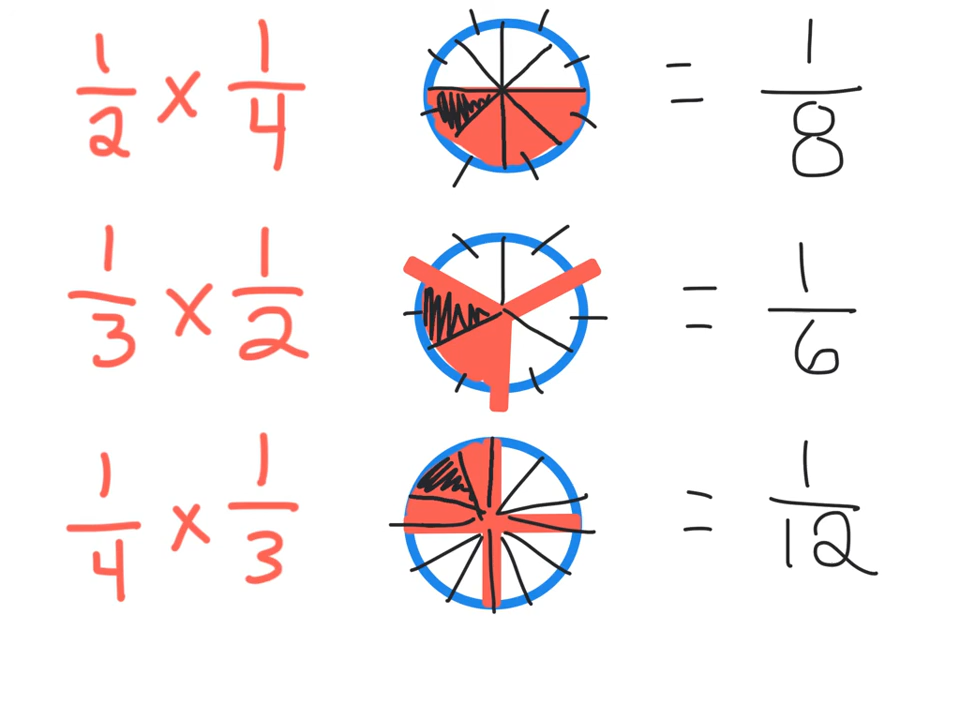 1/2 x 1/4 = 1/8
1/3 x 1/2 = 1/6
1/4 x 1/3 = 1/12